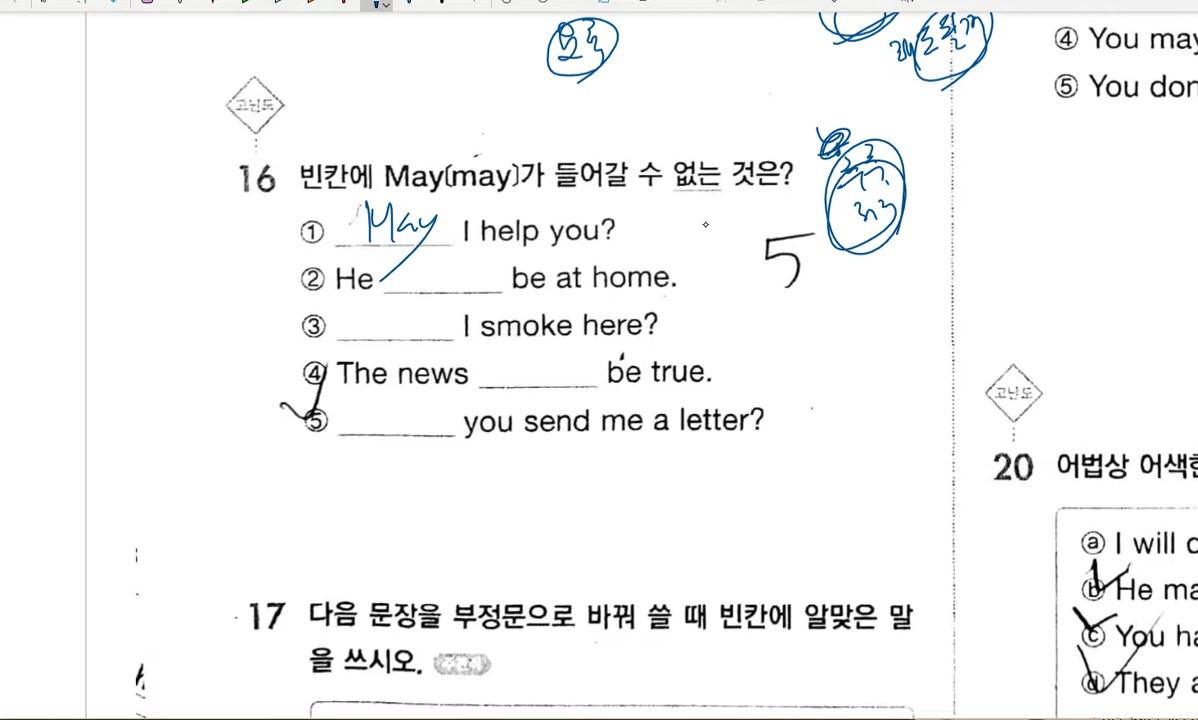 ④ You may
⑤ You don
고난도
16 빈칸에 May(may)가 들어갈 수 없는 것은?
① May I help you?
② He ________ be at home.
5
③ ________ I smoke here?
④ The news ________ be true.
⑤ ________ you send me a letter?
고난도
20 어법상 어색한
ⓐ I will c
ⓑ He ma
17 다음 문장을 부정문으로 바꿔 쓸 때 빈칸에 알맞은 말
ⓒ You ha
을 쓰시오.
ⓓ They a